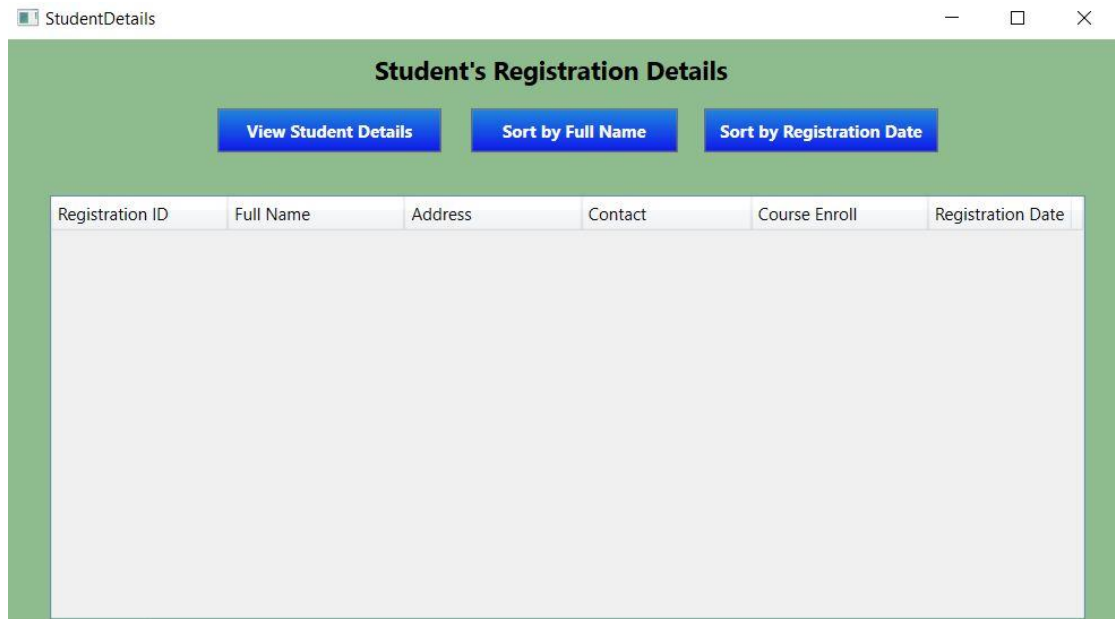 StudentDetails
Student's Registration Details
View Student Details Sort by Full Name Sort by Registration Date
Registration ID Full Name Address Contact Course Enroll Registration Date